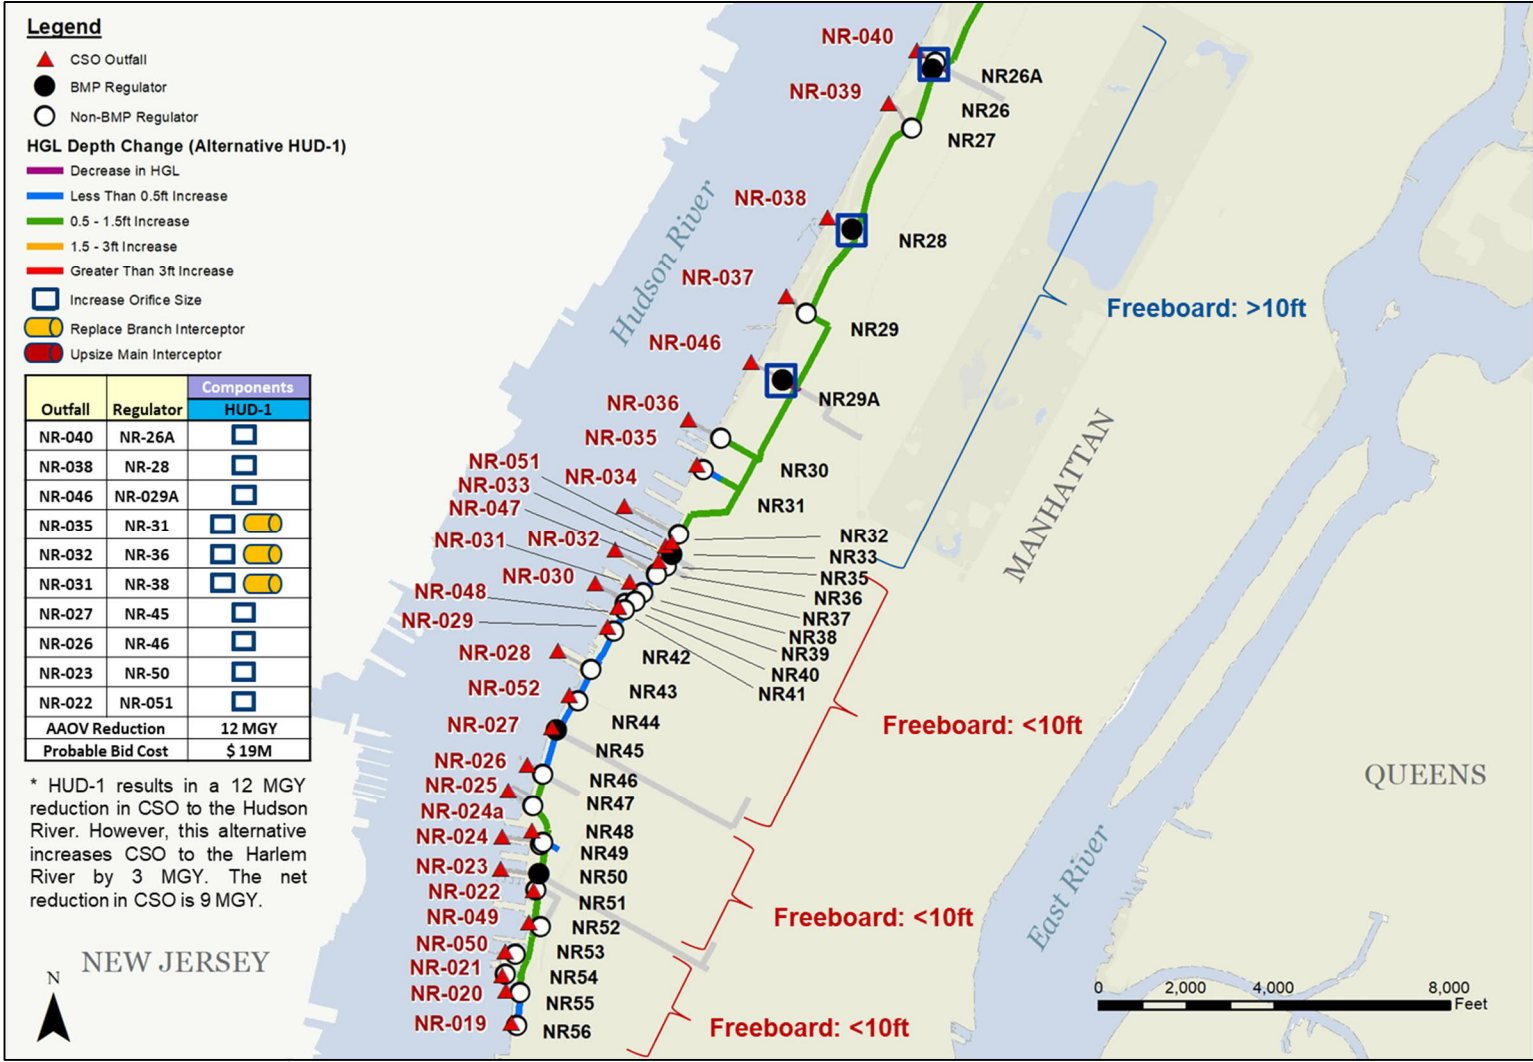 Legend
CSO Outfall
BMP Regulator
Non-BMP Regulator
HGL Depth Change (Alternative HUD-1)
Decrease in HGL
Less Than 0.5ft Increase
0.5 - 1.5ft Increase
1.5 - 3ft Increase
Greater Than 3ft Increase
Increase Orifice Size
Replace Branch Interceptor
Upsize Main Interceptor
Components
Outfall Regulator HUD-1
NR-040 NR-26A
NR-038 NR-28
NR-046 NR-029A
NR-035 NR-31
NR-032 NR-36
NR-031 NR-38
NR-027 NR-45
NR-026 NR-46
NR-023 NR-50
NR-022 NR-051
AAOV Reduction 12 MGY
Probable Bid Cost $ 19M
* HUD-1 results in a 12 MGY
reduction in CSO to the Hudson
River. However, this alternative
increases CSO to the Harlem
River by 3 MGY. The net
reduction in CSO is 9 MGY.
NEW JERSEY
N
Hudson River
NR-040
NR-039
NR-038
NR-037
NR-046
NR-036
NR-035
NR-051
NR-034
NR-033
NR-047
NR-031
NR-032
NR-030
NR-048
NR-029
NR-028
NR-052
NR-027
NR-026
NR-025
NR-024a
NR-024
NR-023
NR-022
NR-049
NR-050
NR-021
NR-020
NR-019
NR26A
NR26
NR27
NR28
NR29
NR29A
NR30
NR31
NR32
NR33
NR35
NR36
NR37
NR38
NR39
NR40
NR41
NR42
NR43
NR44
NR45
NR46
NR47
NR48
NR49
NR50
NR51
NR52
NR53
NR54
NR55
NR56
Freeboard: >10ft
Freeboard: <10ft
Freeboard: <10ft
Freeboard: <10ft
MANHATTAN
QUEENS
East River
0 2,000 4,000 8,000
Feet